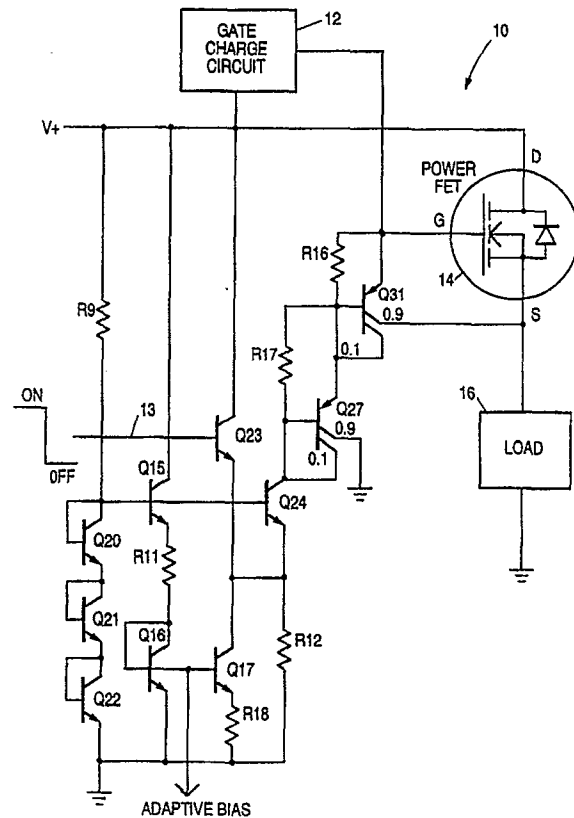 12
GATE
CHARGE
CIRCUIT
10
V+
D
POWER
FET
G
R16
14
Q31
S
R9
0.9
R17
0.1
16
ON
13
Q27
LOAD
Q23
0.9
OFF
0.1
Q15
Q24
Q20
R11
Q21
Q16
R12
Q17
Q22
R18
ADAPTIVE BIAS